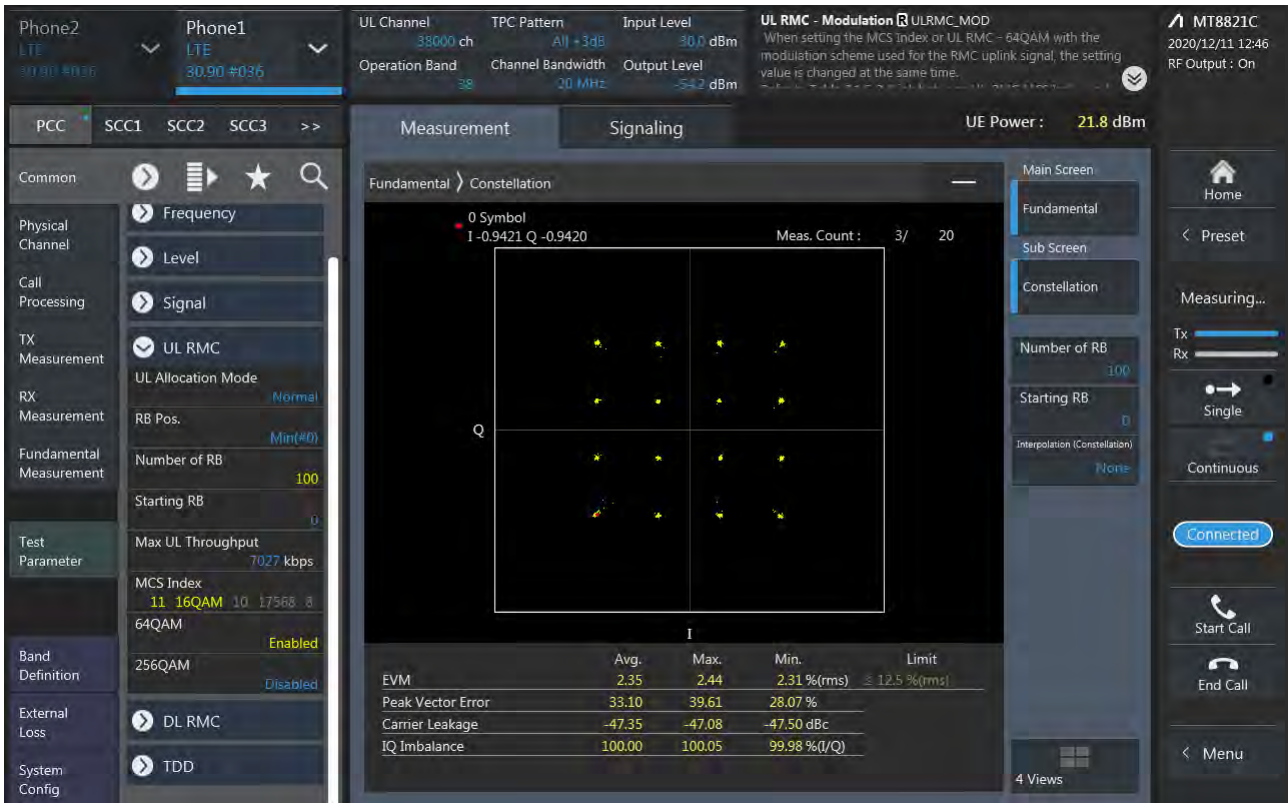 Phone2
LTE
30.90 #036
Phone1
LTE
30.90 #036
UL Channel
38000 ch
TPC Pattern
All +3dB
Input Level
30.0 dBm
Operation Band
38
Channel Bandwidth
20 MHz
Output Level
-54.2 dBm
UL RMC - Modulation R ULRMC_MOD
When setting the MCS Index or UL RMC – 64QAM with the
modulation scheme used for the RMC uplink signal, the setting
value is changed at the same time.
MT8821C
2020/12/11 12:46
RF Output : On
PCC
SCC1
SCC2
SCC3
>>
Measurement
Signaling
UE Power : 21.8 dBm
Common
Physical
Channel
Call
Processing
TX
Measurement
RX
Measurement
Fundamental
Measurement
Test
Parameter
Band
Definition
External
Loss
System
Config
Frequency
Level
Signal
UL RMC
UL Allocation Mode
Normal
RB Pos.
Min(#0)
Number of RB
100
Starting RB
0
Max UL Throughput
7027 kbps
MCS Index
11 16QAM 10 17568 8
64QAM
Enabled
256QAM
Disabled
DL RMC
TDD
Fundamental 〉Constellation
0 Symbol
I -0.9421 Q -0.9420
Meas. Count : 3/ 20
Q
I
Avg. Max. Min. Limit
EVM 2.35 2.44 2.31 %(rms) ≤ 12.5 %(rms)
Peak Vector Error 33.10 39.61 28.07 %
Carrier Leakage -47.35 -47.08 -47.50 dBc
IQ Imbalance 100.00 100.05 99.98 %(I/Q)
Main Screen
Fundamental
Sub Screen
Constellation
Number of RB
100
Starting RB
0
Interpolation (Constellation)
None
4 Views
Home
< Preset
Measuring...
Tx
Rx
Single
Continuous
Connected
Start Call
End Call
< Menu